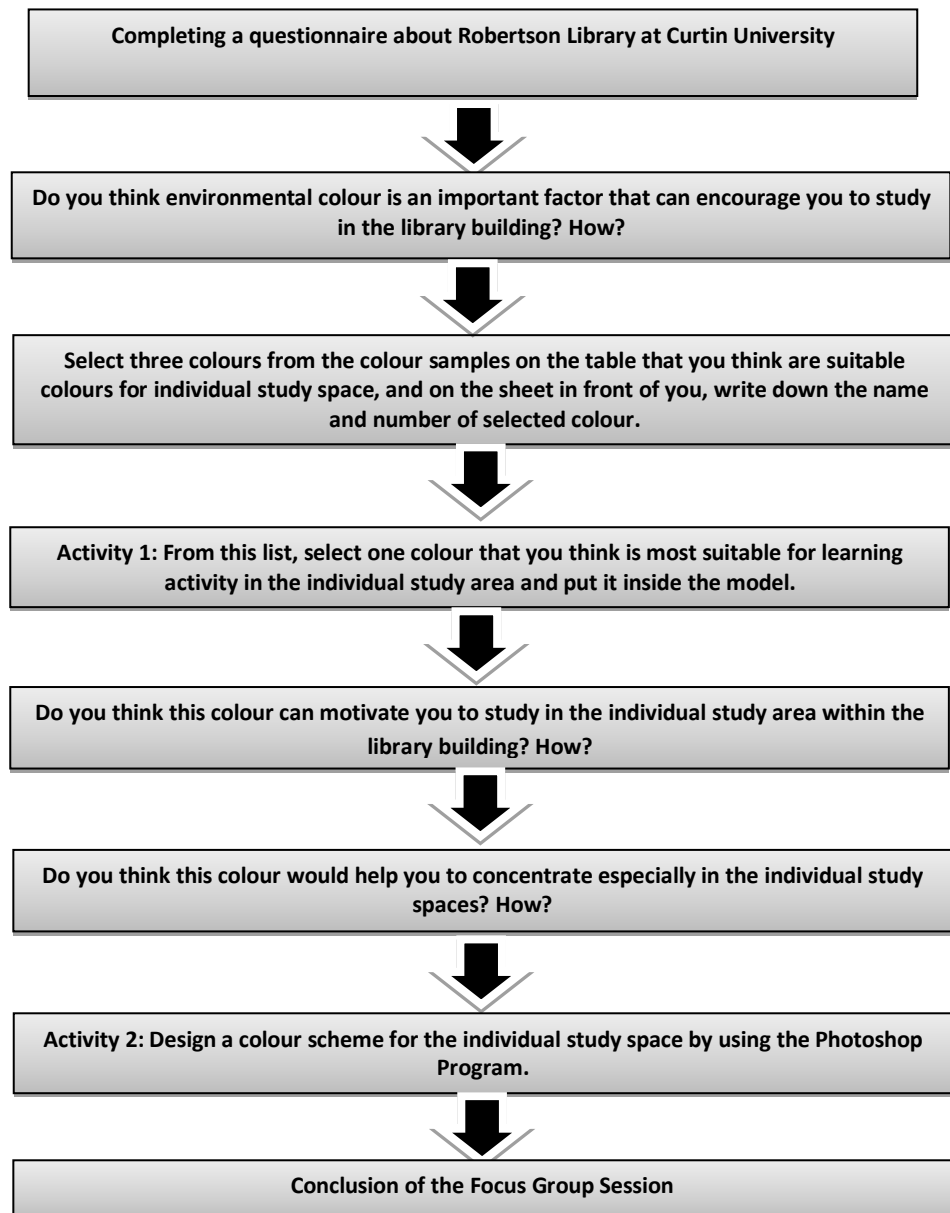 Completing a questionnaire about Robertson Library at Curtin University
Do you think environmental colour is an important factor that can encourage you to study
in the library building? How?
Select three colours from the colour samples on the table that you think are suitable
colours for individual study space, and on the sheet in front of you, write down the name
and number of selected colour.
Activity 1: From this list, select one colour that you think is most suitable for learning
activity in the individual study area and put it inside the model.
Do you think this colour can motivate you to study in the individual study area within the
library building? How?
Do you think this colour would help you to concentrate especially in the individual study
spaces? How?
Activity 2: Design a colour scheme for the individual study space by using the Photoshop
Program.
Conclusion of the Focus Group Session